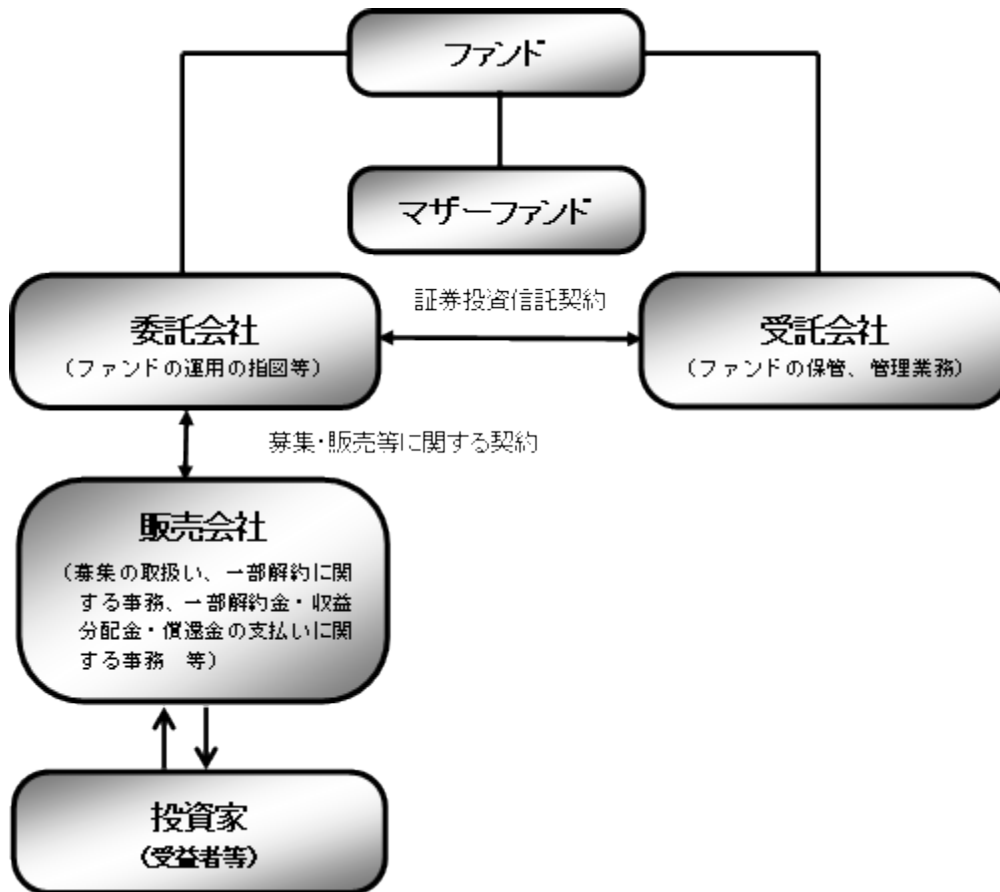 ファンド
マザーファンド
証券投資信託契約
委託会社
（ファンドの運用の指図等）
受託会社
（ファンドの保管、管理業務）
募集・販売等に関する契約
販売会社
（募集の取扱い、一部解約に関
する事務、一部解約金・収益
分配金・償還金の支払いに関
する事務　等）
投資家
（受益者等）